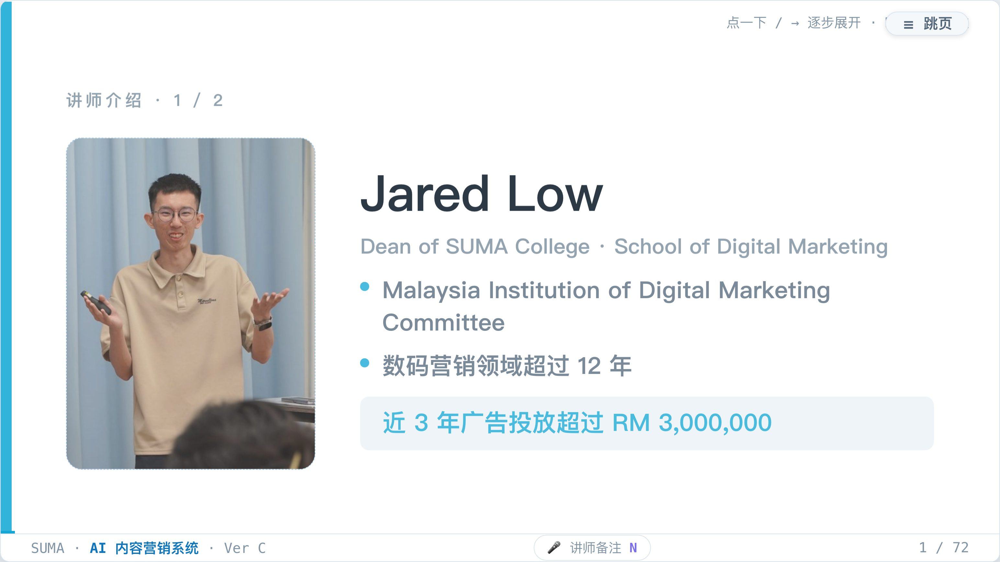 点一下 / → 逐步展开 ·
≡ 跳页
讲师介绍 · 1 / 2
Jared Low
Dean of SUMA College · School of Digital Marketing
• Malaysia Institution of Digital Marketing
Committee
• 数码营销领域超过 12 年
近 3 年广告投放超过 RM 3,000,000
Marvellous
SUMA · AI 内容营销系统 · Ver C
🎤 讲师备注 N
1 / 72